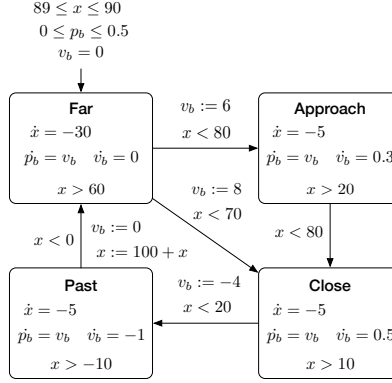 89 ≤ x ≤ 90
0 ≤ p_b ≤ 0.5
v_b = 0
Far
ẋ = −30
ṗ_b = v_b   v̇_b = 0
x > 60
v_b := 6
x < 80
Approach
ẋ = −5
ṗ_b = v_b   v̇_b = 0.3
x > 20
v_b := 8
x < 70
x < 80
x < 0
v_b := 0
x := 100 + x
Past
ẋ = −5
ṗ_b = v_b   v̇_b = −1
x > −10
v_b := −4
x < 20
Close
ẋ = −5
ṗ_b = v_b   v̇_b = 0.5
x > 10